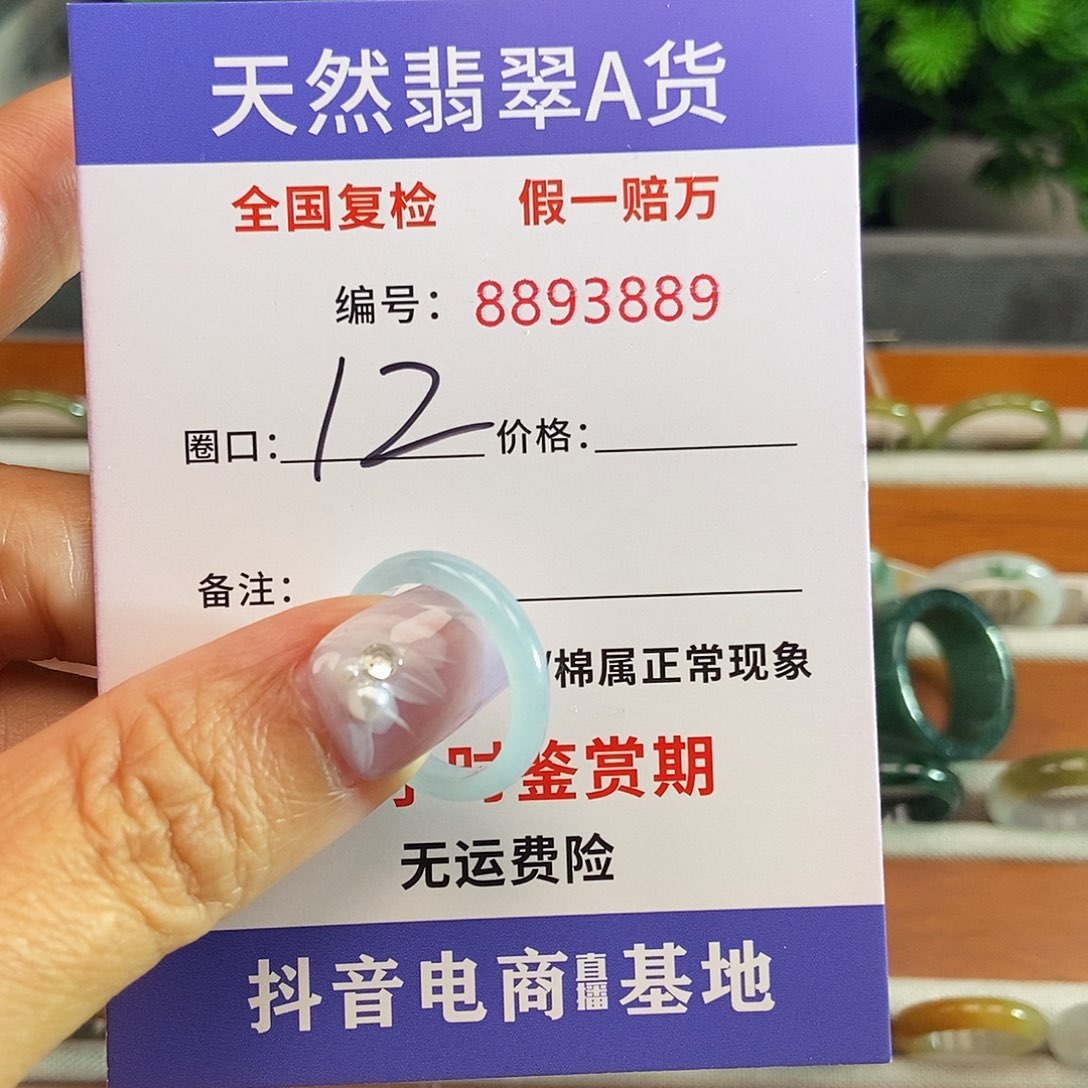 天然翡翠A货
全国复检 假一赔万
编号：8893889
圈口：12 价格：
备注：
棉属正常现象
时鉴赏期
无运费险
抖音电商直播基地